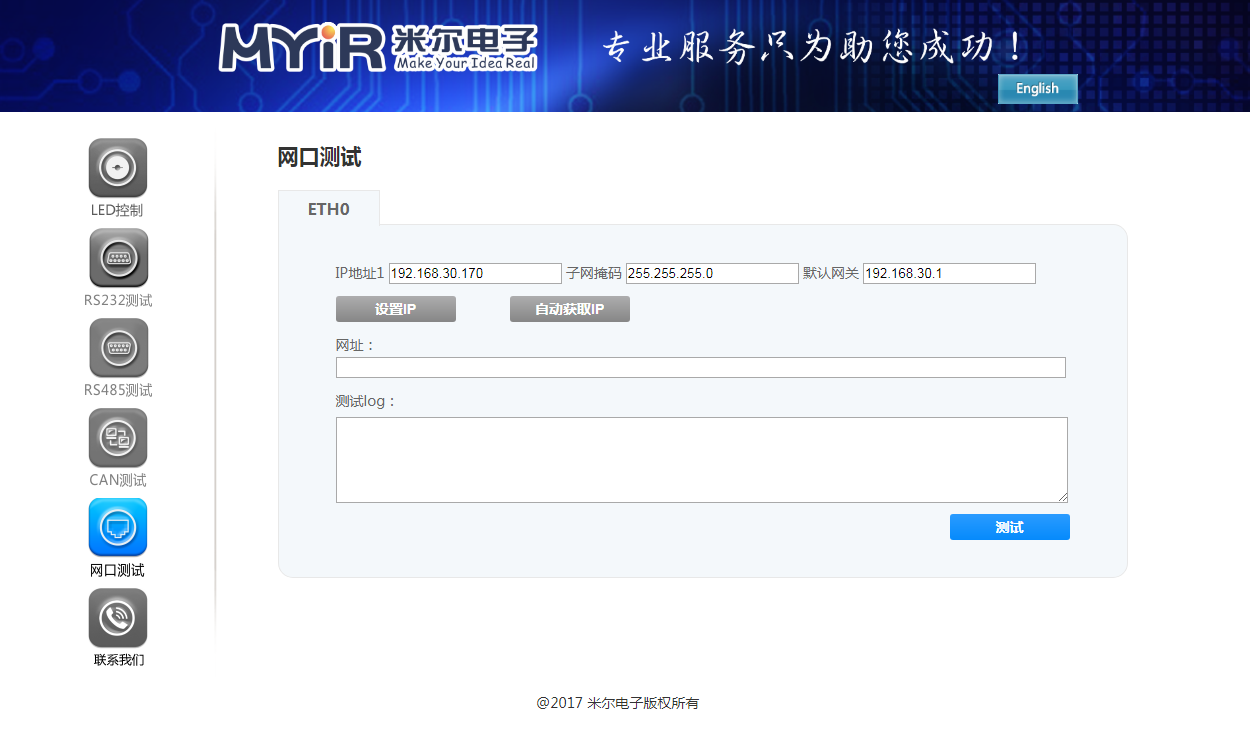 MYiR 米尔电子
Make Your Idea Real
专业服务只为助您成功！
English
LED控制
RS232测试
RS485测试
CAN测试
网口测试
联系我们
网口测试
ETH0
IP地址1 192.168.30.170 子网掩码 255.255.255.0 默认网关 192.168.30.1
设置IP 自动获取IP
网址：
测试log：
测试
@2017 米尔电子版权所有